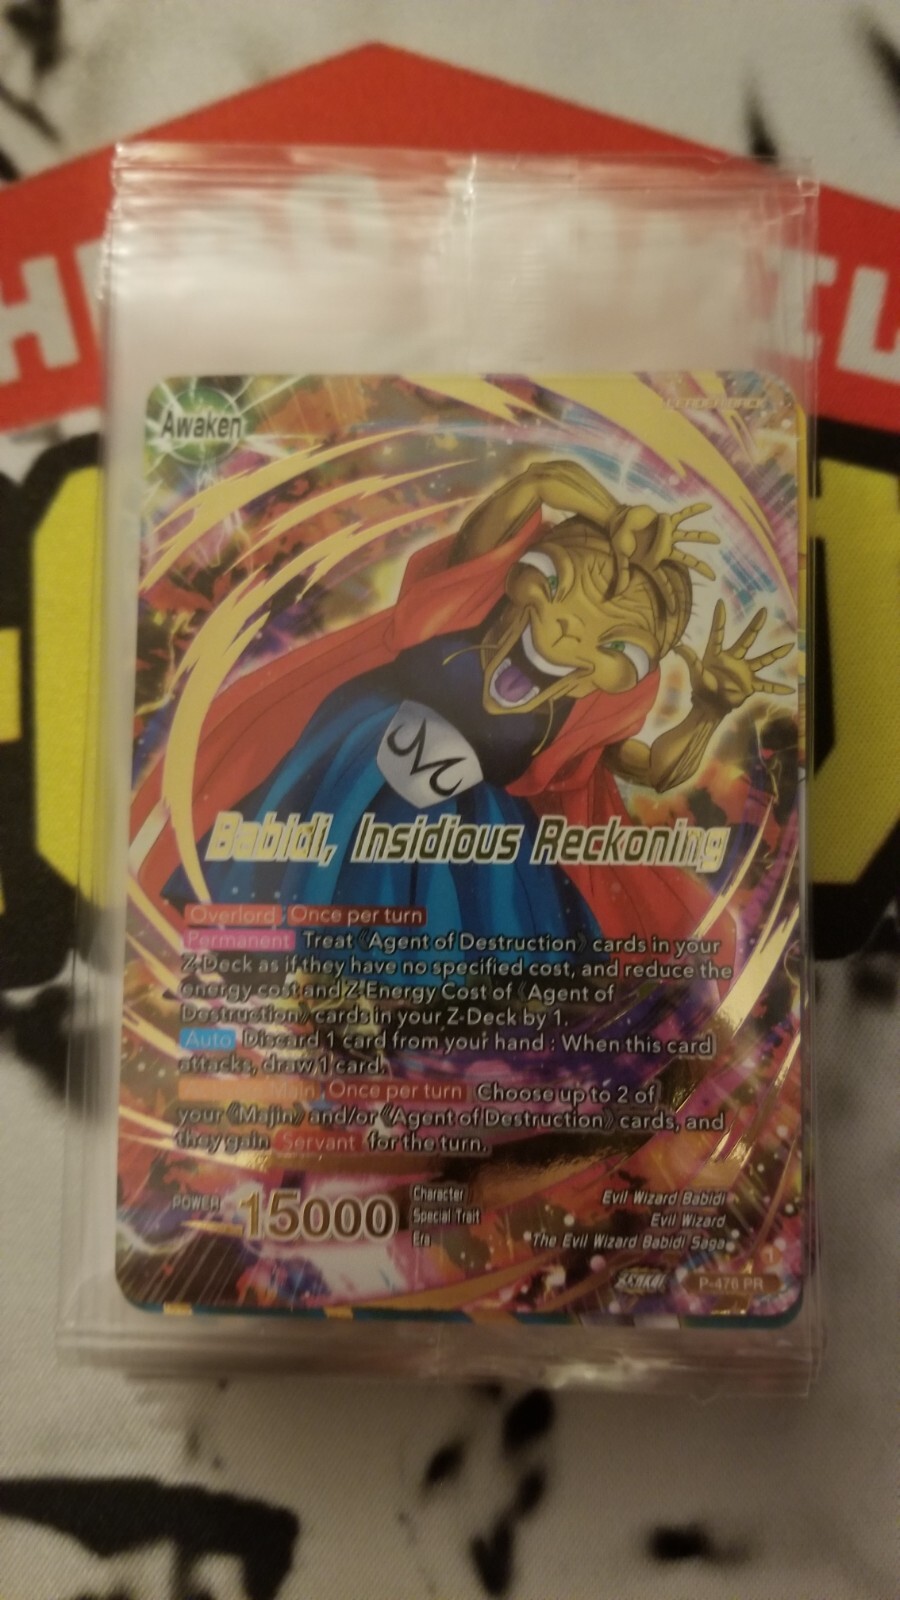 Awaken
LEADER BACK
Babidi, Insidious Reckoning
Overlord Once per turn
Permanent Treat 《Agent of Destruction》 cards in your
Z-Deck as if they have no specified cost, and reduce the
energy cost and Z-Energy Cost of 《Agent of
Destruction》 cards in your Z-Deck by 1.
Auto Discard 1 card from your hand : When this card
attacks, draw 1 card.
Main Once per turn Choose up to 2 of
your 《Majin》 and/or 《Agent of Destruction》 cards, and
they gain Servant for the turn.
POWER 15000
Character Evil Wizard Babidi
Special Trait Evil Wizard
Era The Evil Wizard Babidi Saga
P-476 PR